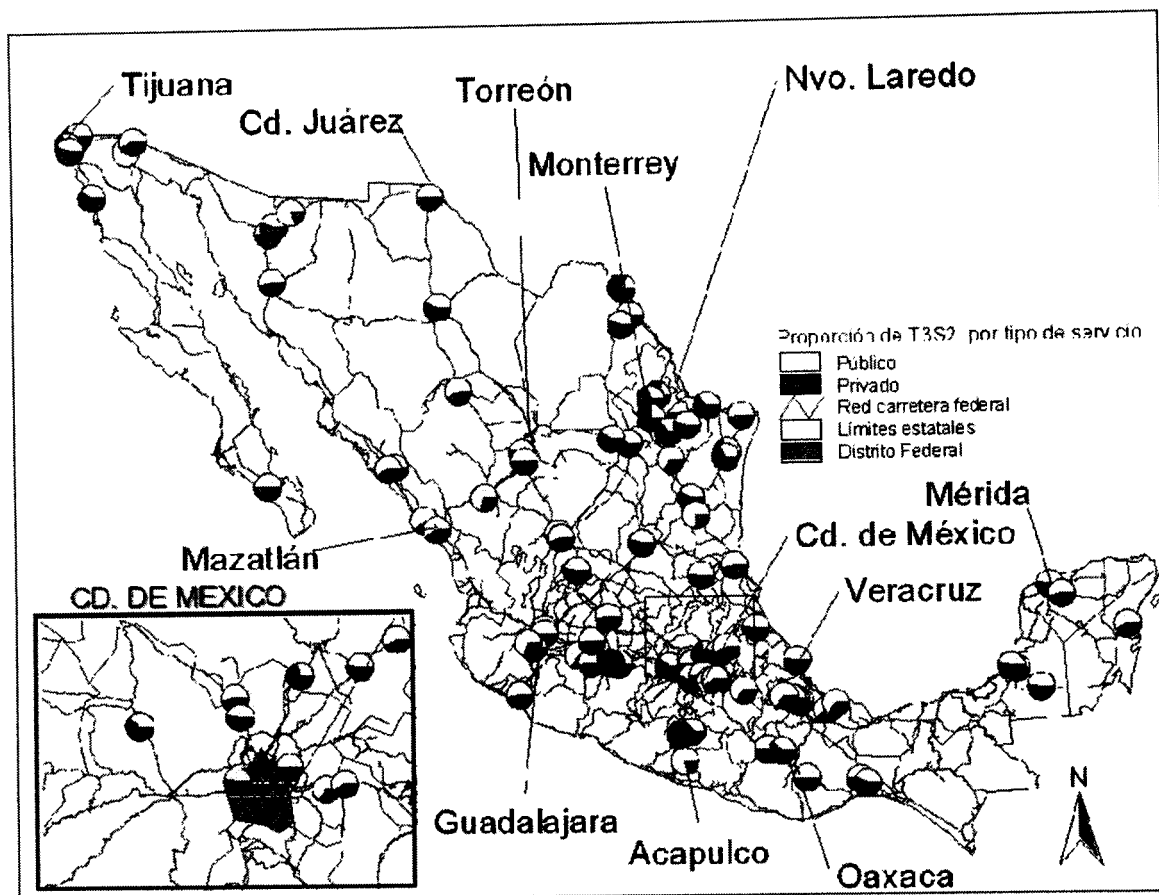 Tijuana
Torreón
Nvo. Laredo
Cd. Juárez
Monterrey
Proporción de T3S2 por tipo de servicio
Público
Privado
Red carretera federal
Límites estatales
Distrito Federal
Mérida
Cd. de México
Mazatlán
Veracruz
CD. DE MEXICO
N
Guadalajara
Acapulco
Oaxaca